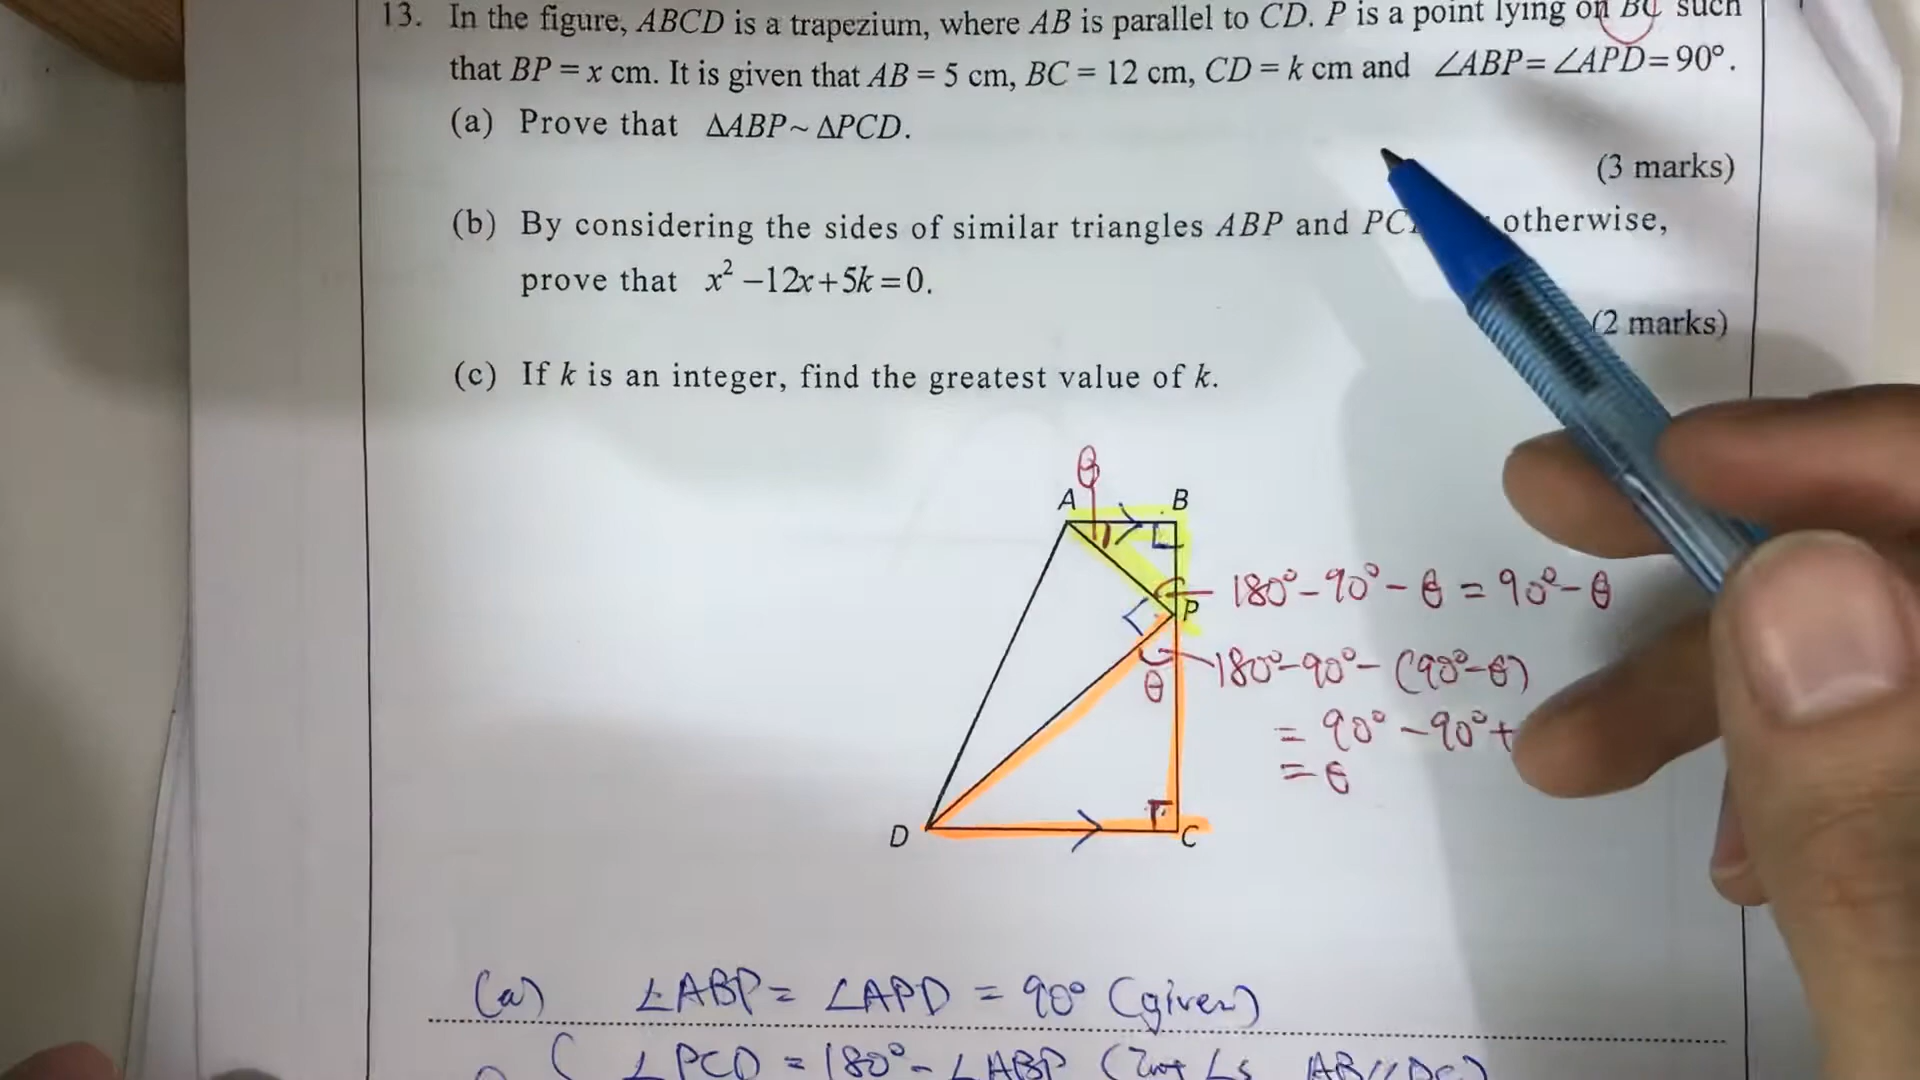 13. In the figure, ABCD is a trapezium, where AB is parallel to CD. P is a point lying on BC such
that BP = x cm. It is given that AB = 5 cm, BC = 12 cm, CD = k cm and ∠ABP= ∠APD= 90°.
(a) Prove that ΔABP~ ΔPCD.
(3 marks)
(b) By considering the sides of similar triangles ABP and otherwise,
prove that x² −12x+5k=0.
(2 marks)
(c) If k is an integer, find the greatest value of k.
θ
A B
180° - 90° - θ = 90° - θ
P
180° - 90° - (90° - θ)
θ
= 90° - 90° +
= θ
D C
(a) ∠ABP = ∠APD = 90° (given)
∠PCD = 180° - ∠ABP (int ∠s AB//DC)